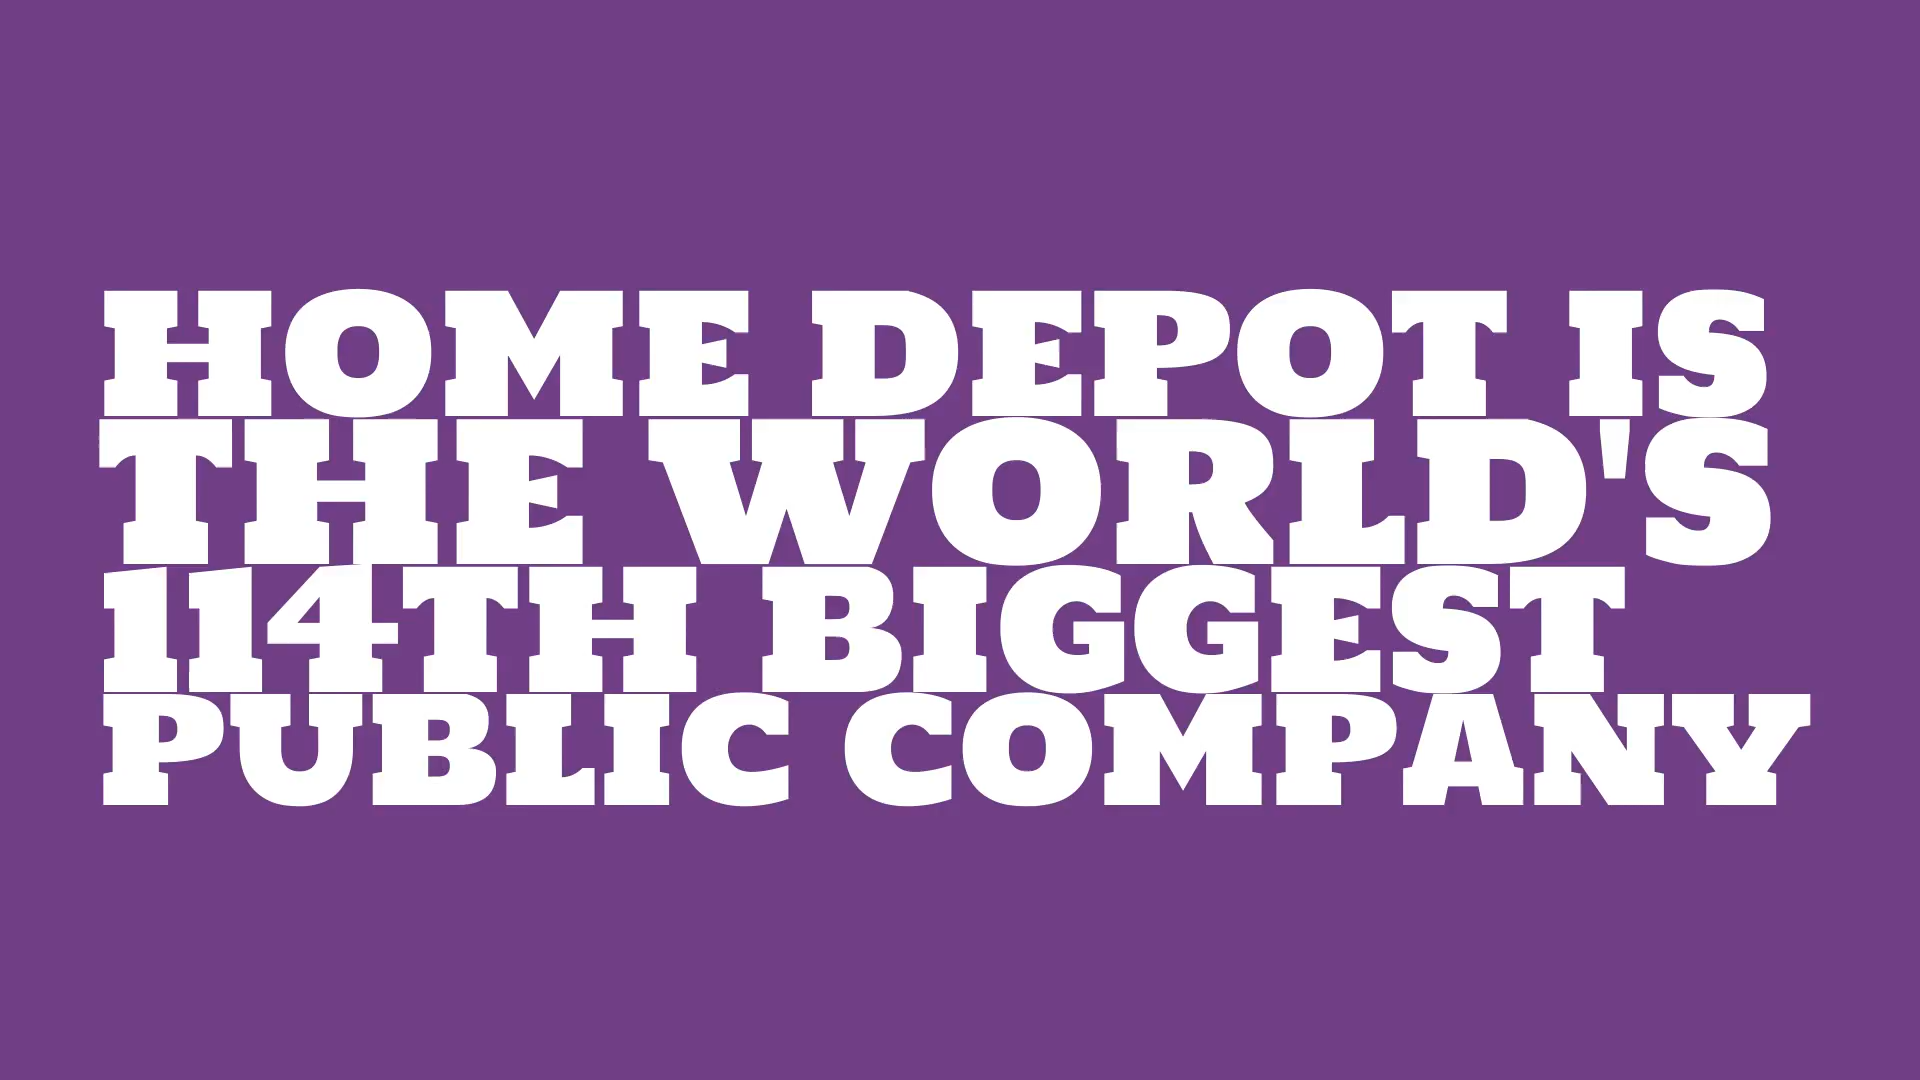 HOME DEPOT IS
THE WORLD'S
114TH BIGGEST
PUBLIC COMPANY